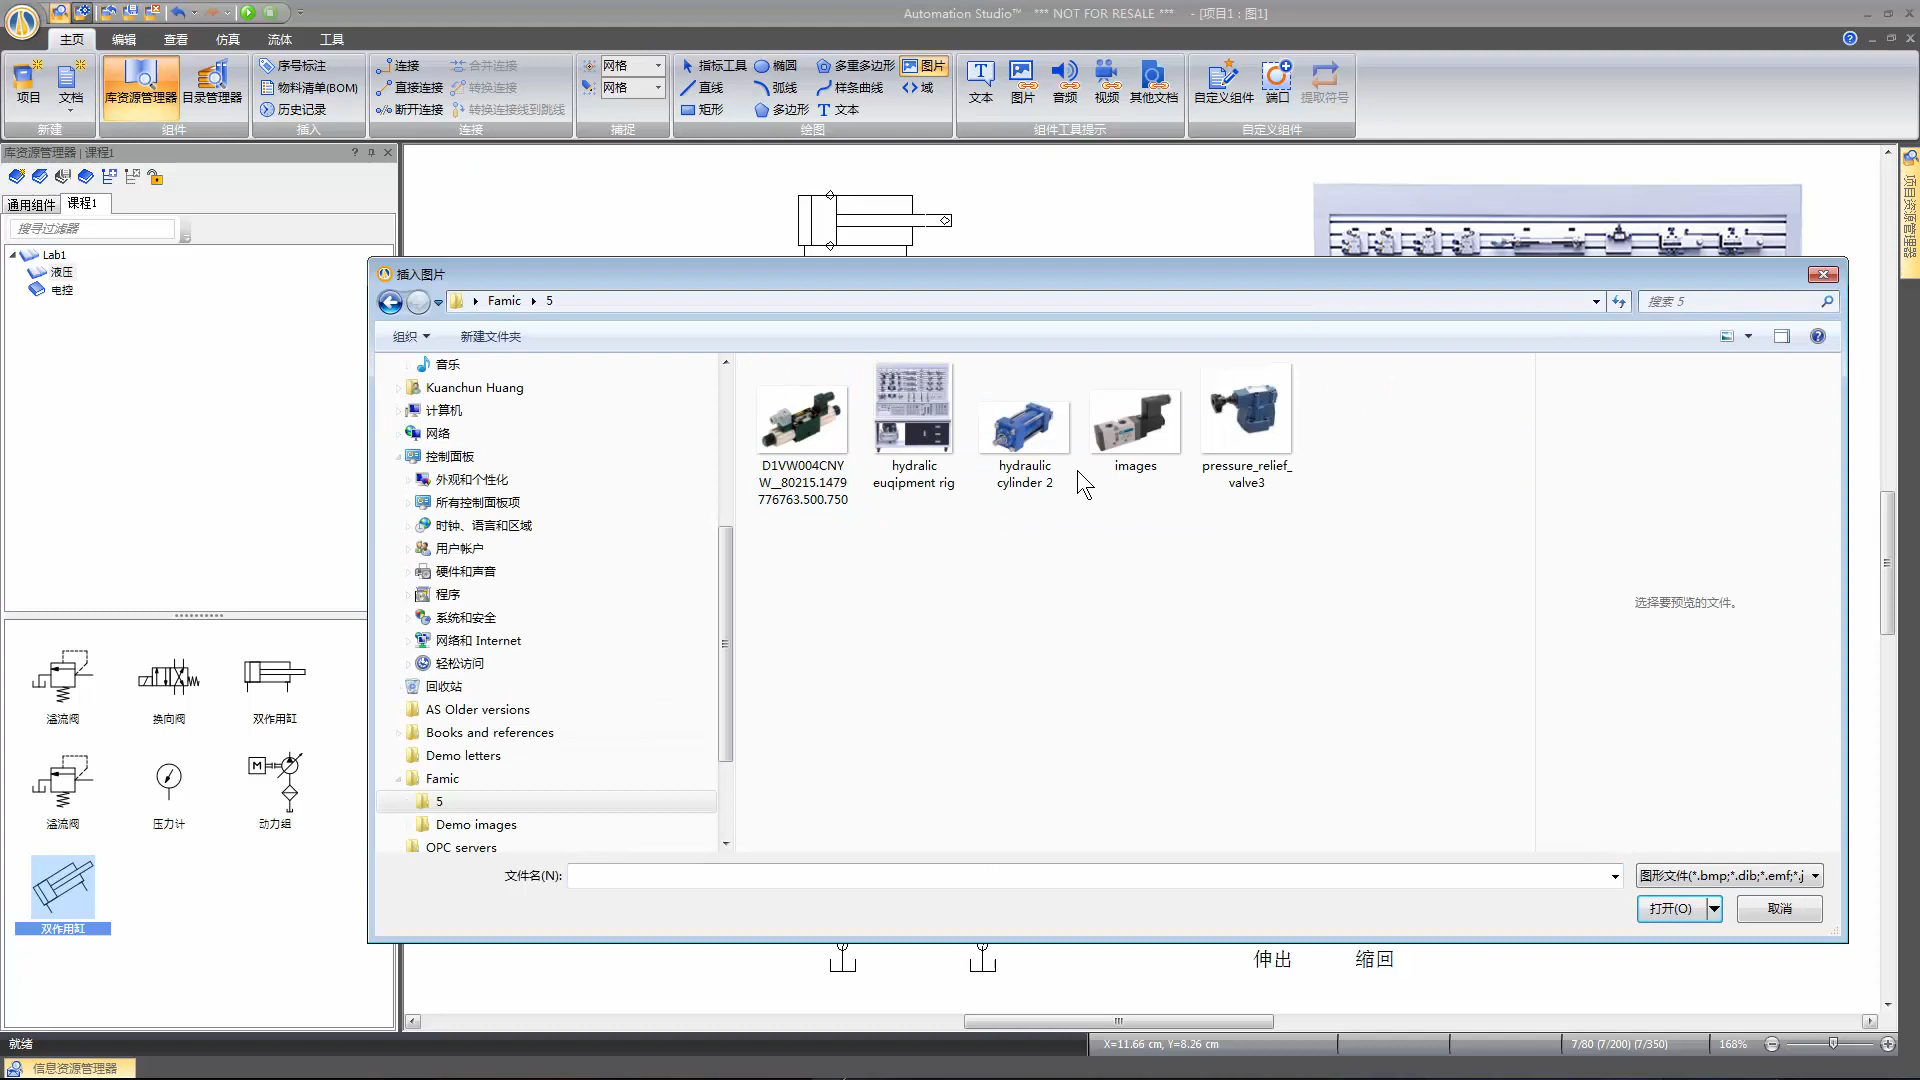 Automation Studio™ *** NOT FOR RESALE *** - [项目1 : 图1]
主页 编辑 查看 仿真 流体 工具
项目 文档 新建
库资源管理器 目录管理器 组件
序号标注
物料清单(BOM)
历史记录
插入
连接 合并连接
直接连接 转换连接
断开连接 转换连接线到跳线
连接
网格
网格
捕捉
指标工具 椭圆 多重多边形 图片
直线 弧线 样条曲线 域
矩形 多边形 文本
绘图
文本 图片 音频 视频 其他文档
组件工具提示
自定义组件 端口 提取符号
自定义组件
库资源管理器 | 课程1
通用组件 课程1
搜寻过滤器
Lab1
液压
电控
溢流阀 换向阀 双作用缸
溢流阀 压力计 动力组
双作用缸
项目资源管理器
插入图片
Famic 5
搜索 5
组织 新建文件夹
音乐
Kuanchun Huang
计算机
网络
控制面板
外观和个性化
所有控制面板项
时钟、语言和区域
用户帐户
硬件和声音
程序
系统和安全
网络和 Internet
轻松访问
回收站
AS Older versions
Books and references
Demo letters
Famic
5
Demo images
OPC servers
D1VW004CNY
W__80215.1479
776763.500.750
hydralic
euqipment rig
hydraulic
cylinder 2
images
pressure_relief_
valve3
选择要预览的文件。
文件名(N):
图形文件(*.bmp;*.dib;*.emf;*.j
打开(O) 取消
伸出 缩回
就绪
X=11.66 cm, Y=8.26 cm
7/80 (7/200) (7/350)
168%
信息资源管理器